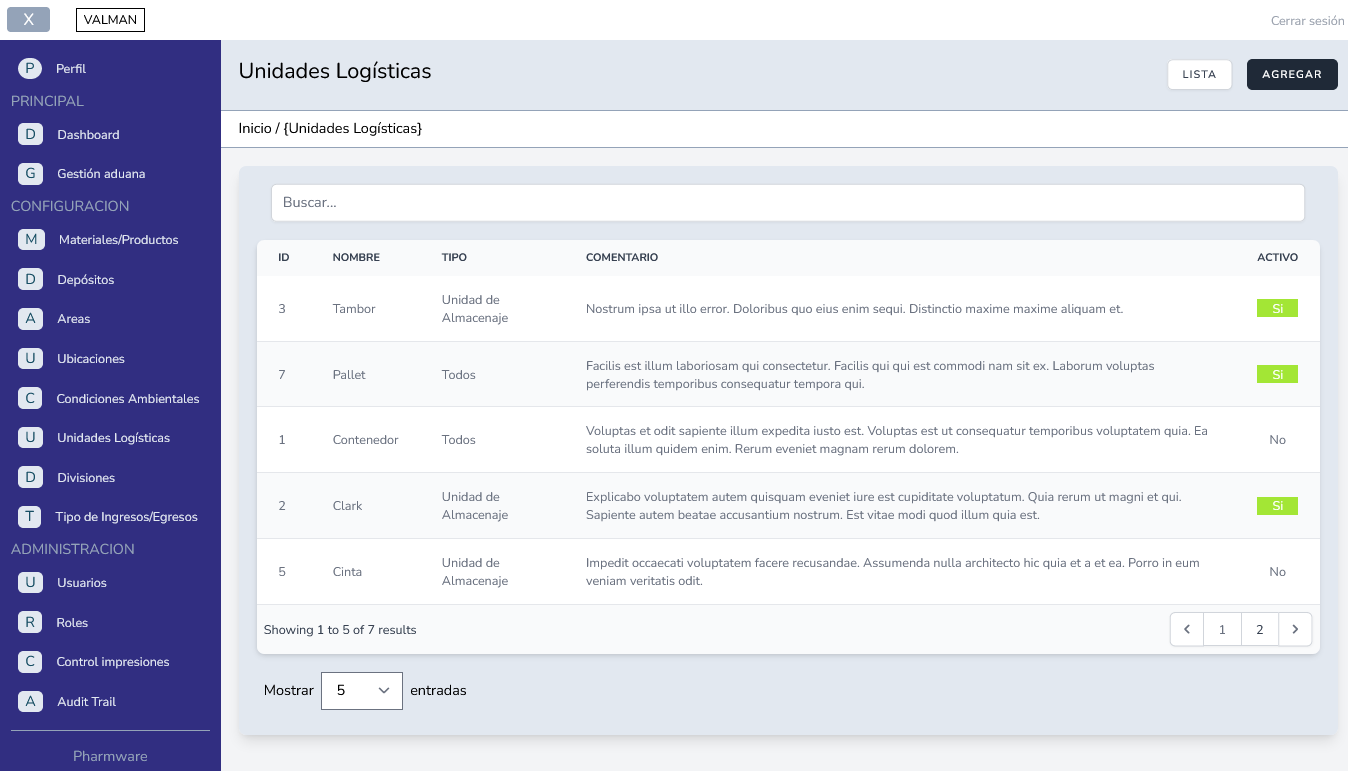 X
VALMAN
Cerrar sesión
P Perfil
PRINCIPAL
D Dashboard
G Gestión aduana
CONFIGURACION
M Materiales/Productos
D Depósitos
A Areas
U Ubicaciones
C Condiciones Ambientales
U Unidades Logísticas
D Divisiones
T Tipo de Ingresos/Egresos
ADMINISTRACION
U Usuarios
R Roles
C Control impresiones
A Audit Trail
Pharmware
Unidades Logísticas
LISTA
AGREGAR
Inicio / {Unidades Logísticas}
Buscar...
ID NOMBRE TIPO COMENTARIO ACTIVO
3 Tambor Unidad de Almacenaje Nostrum ipsa ut illo error. Doloribus quo eius enim sequi. Distinctio maxime maxime aliquam et. Si
7 Pallet Todos Facilis est illum laboriosam qui consectetur. Facilis qui qui est commodi nam sit ex. Laborum voluptas
perferendis temporibus consequatur tempora qui. Si
1 Contenedor Todos Voluptas et odit sapiente illum expedita iusto est. Voluptas est ut consequatur temporibus voluptatem quia. Ea
soluta illum quidem enim. Rerum eveniet magnam rerum dolorem. No
2 Clark Unidad de Almacenaje Explicabo voluptatem autem quisquam eveniet iure est cupiditate voluptatum. Quia rerum ut magni et qui.
Sapiente autem beatae accusantium nostrum. Est vitae modi quod illum quia est. Si
5 Cinta Unidad de Almacenaje Impedit occaecati voluptatem facere recusandae. Assumenda nulla architecto hic quia et a et ea. Porro in eum
veniam veritatis odit. No
Showing 1 to 5 of 7 results
1 2
Mostrar 5 entradas